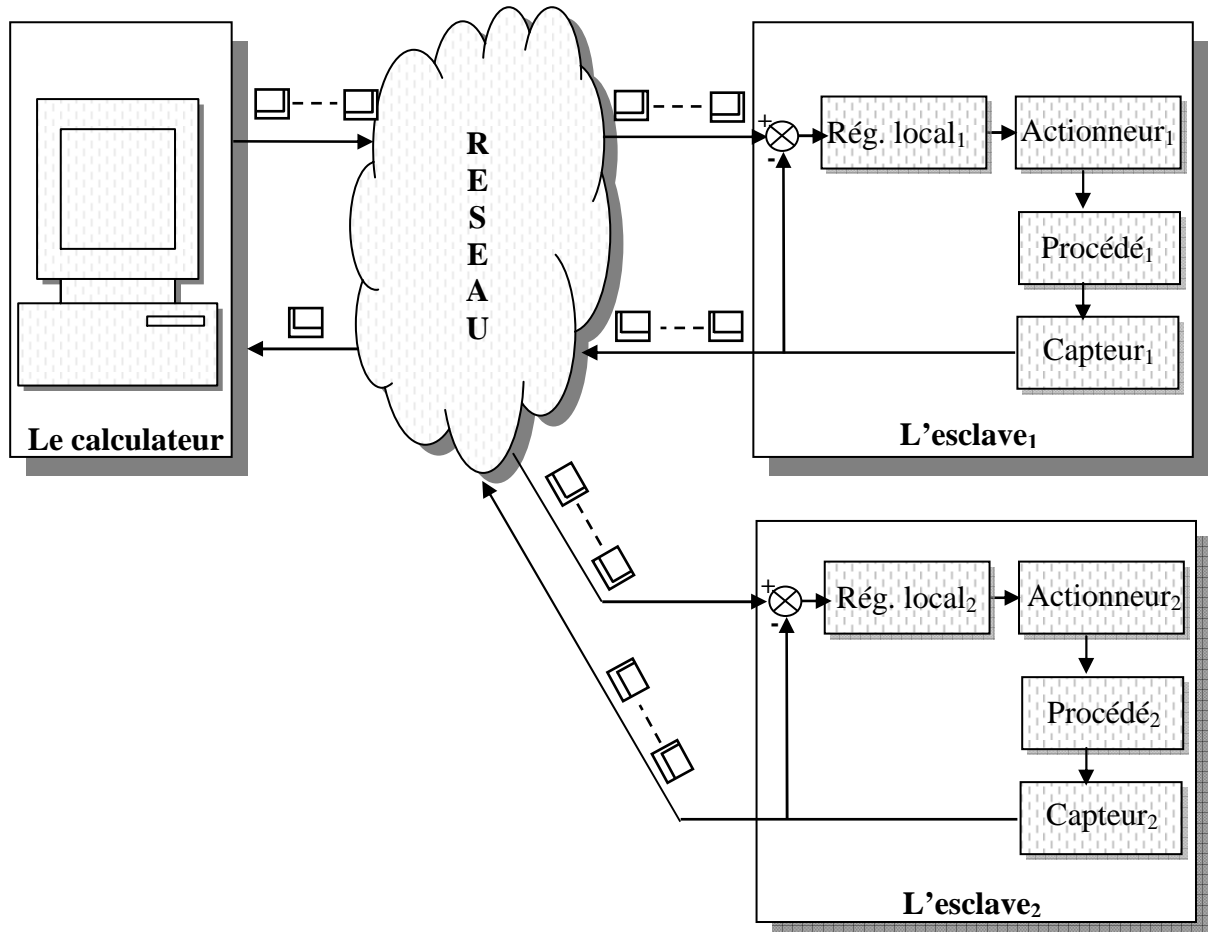 R
E
S
E
A
U
Le calculateur
+
-
Rég. local₁
Actionneur₁
Procédé₁
Capteur₁
L'esclave₁
+
-
Rég. local₂
Actionneur₂
Procédé₂
Capteur₂
L'esclave₂